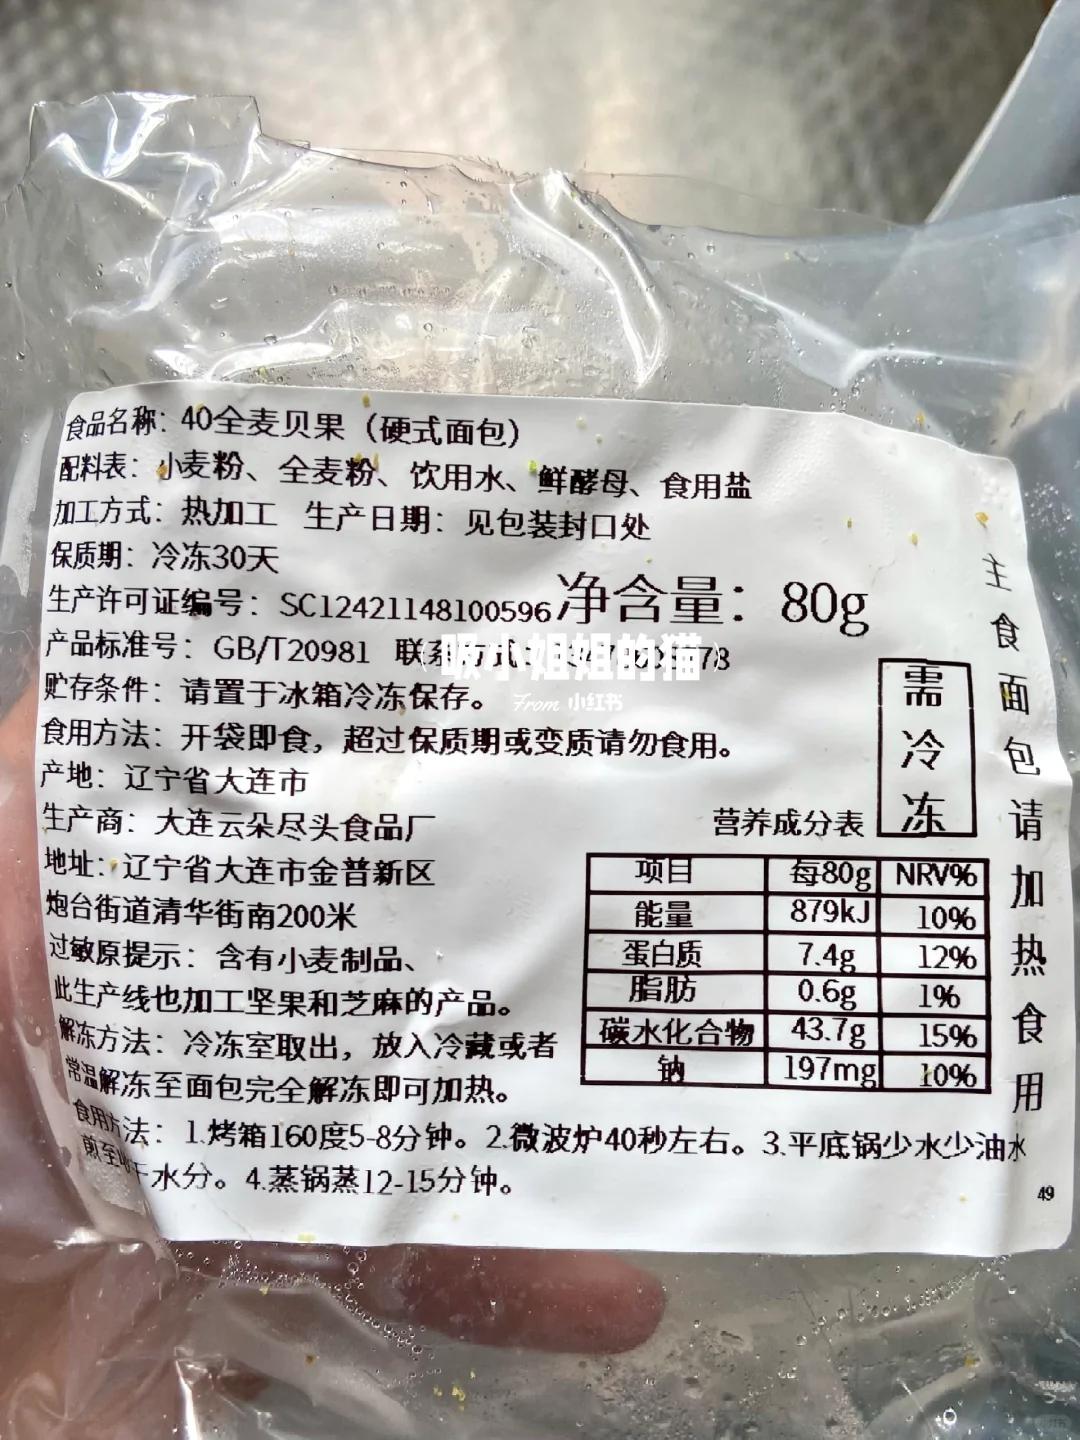 食品名称：40全麦贝果（硬式面包）
配料表：小麦粉、全麦粉、饮用水、鲜酵母、食用盐
加工方式：热加工 生产日期：见包装封口处
保质期：冷冻30天
生产许可证编号：SC12421148100596
净含量：80g
产品标准号：GB/T20981
吸小姐姐的猫
From 小红书
贮存条件：请置于冰箱冷冻保存。
食用方法：开袋即食，超过保质期或变质请勿食用。
产地：辽宁省大连市
生产商：大连云朵尽头食品厂
地址：辽宁省大连市金普新区
炮台街道清华街南200米
过敏原提示：含有小麦制品、
此生产线也加工坚果和芝麻的产品。
解冻方法：冷冻室取出，放入冷藏或者
常温解冻至面包完全解冻即可加热。
食用方法：1.烤箱160度5-8分钟。2.微波炉40秒左右。3.平底锅少水少油水
煎至收干水分。4.蒸锅蒸12-15分钟。
需冷冻
营养成分表
项目 每80g NRV%
能量 879kJ 10%
蛋白质 7.4g 12%
脂肪 0.6g 1%
碳水化合物 43.7g 15%
钠 197mg 10%
主食面包请加热食用
49